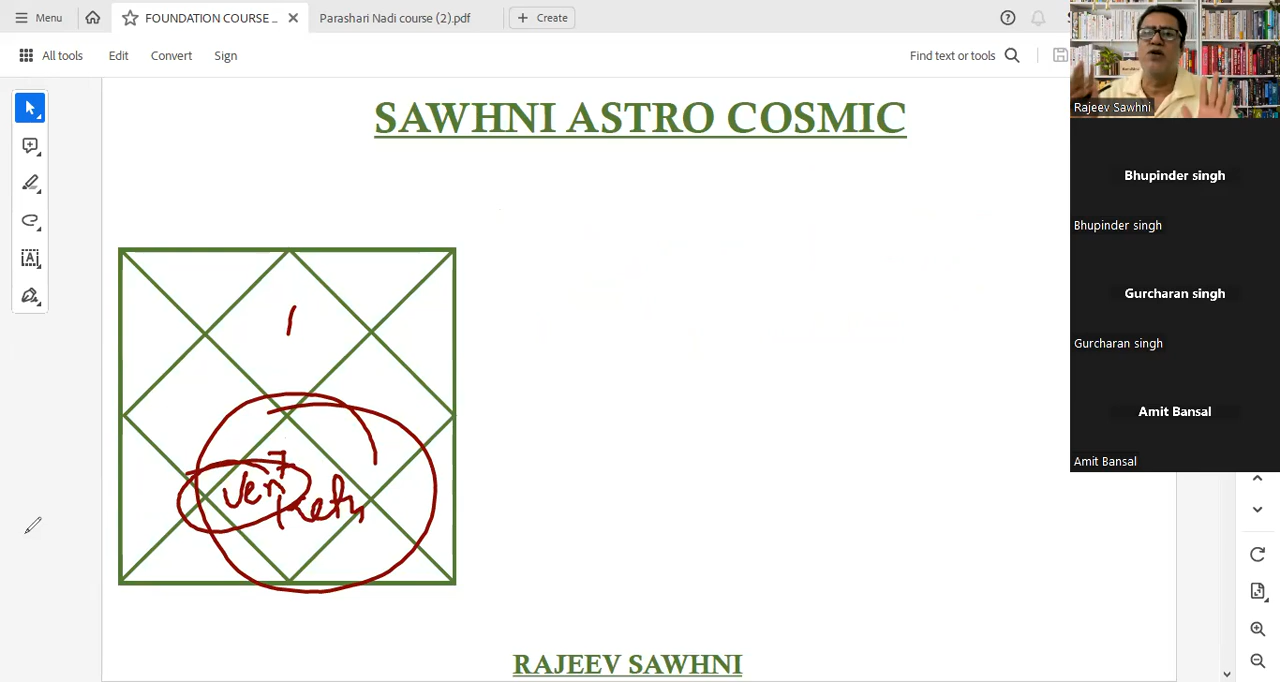 Menu
FOUNDATION COURSE ...
Parashari Nadi course (2).pdf
Create
All tools
Edit
Convert
Sign
Find text or tools
SAWHNI ASTRO COSMIC
1
7
Ven
Ketu
RAJEEV SAWHNI
Rajeev Sawhni
Bhupinder singh
Bhupinder singh
Gurcharan singh
Gurcharan singh
Amit Bansal
Amit Bansal